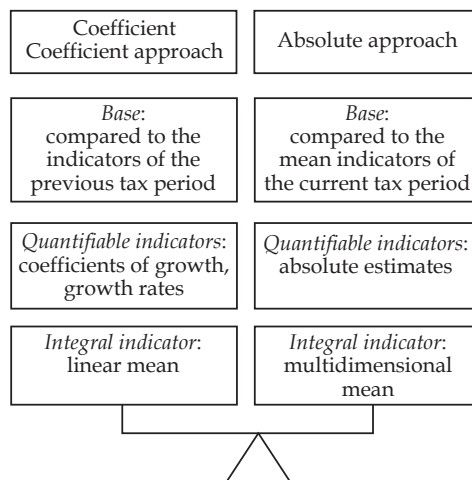 Coefficient
Coefficient approach
Absolute approach
Base:
compared to the
indicators of the
previous tax period
Base:
compared to the
mean indicators of
the current tax period
Quantifiable indicators:
coefficients of growth,
growth rates
Quantifiable indicators:
absolute estimates
Integral indicator:
linear mean
Integral indicator:
multidimensional
mean